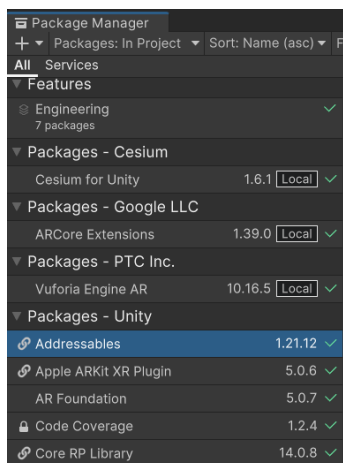 Package Manager
+ Packages: In Project Sort: Name (asc) F
All Services
Features
Engineering
7 packages
Packages - Cesium
Cesium for Unity 1.6.1 Local
Packages - Google LLC
ARCore Extensions 1.39.0 Local
Packages - PTC Inc.
Vuforia Engine AR 10.16.5 Local
Packages - Unity
Addressables 1.21.12
Apple ARKit XR Plugin 5.0.6
AR Foundation 5.0.7
Code Coverage 1.2.4
Core RP Library 14.0.8